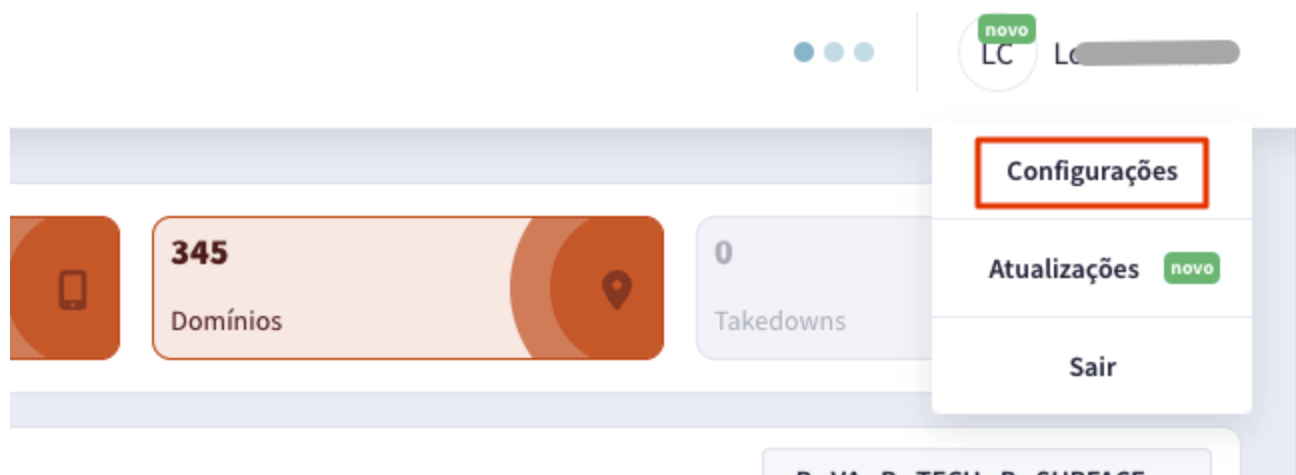 novo
LC
Configurações
345
Atualizações novo
0
Domínios
Takedowns
Sair